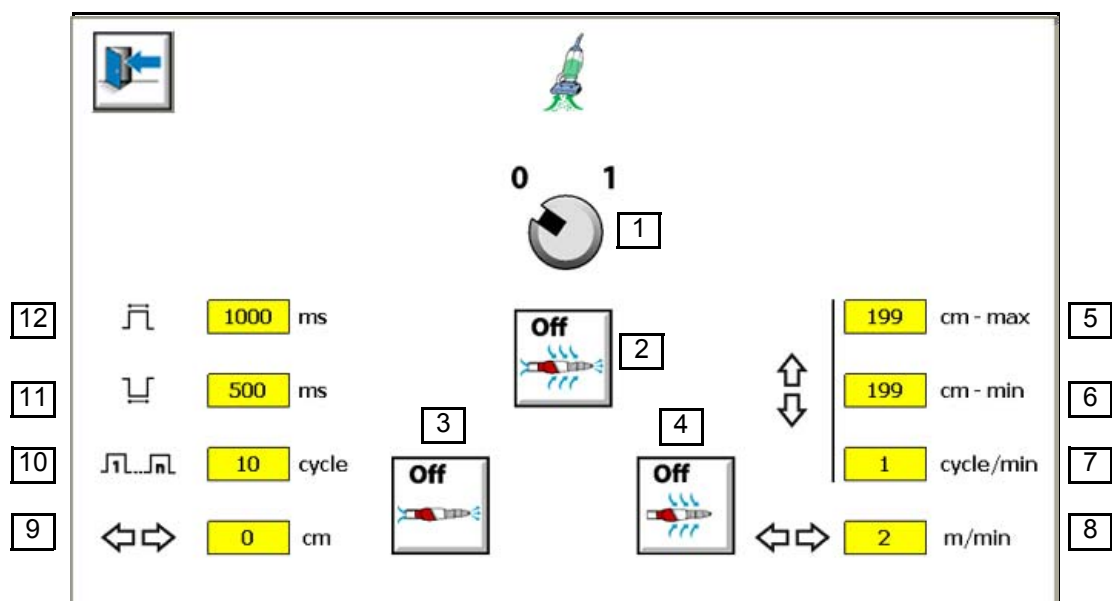 0 1
1
12 1000 ms
Off
2
199 cm - max 5
11 500 ms
199 cm - min 6
3
4
10 1 n 10 cycle
Off
Off
1 cycle/min 7
9 0 cm
2 m/min 8